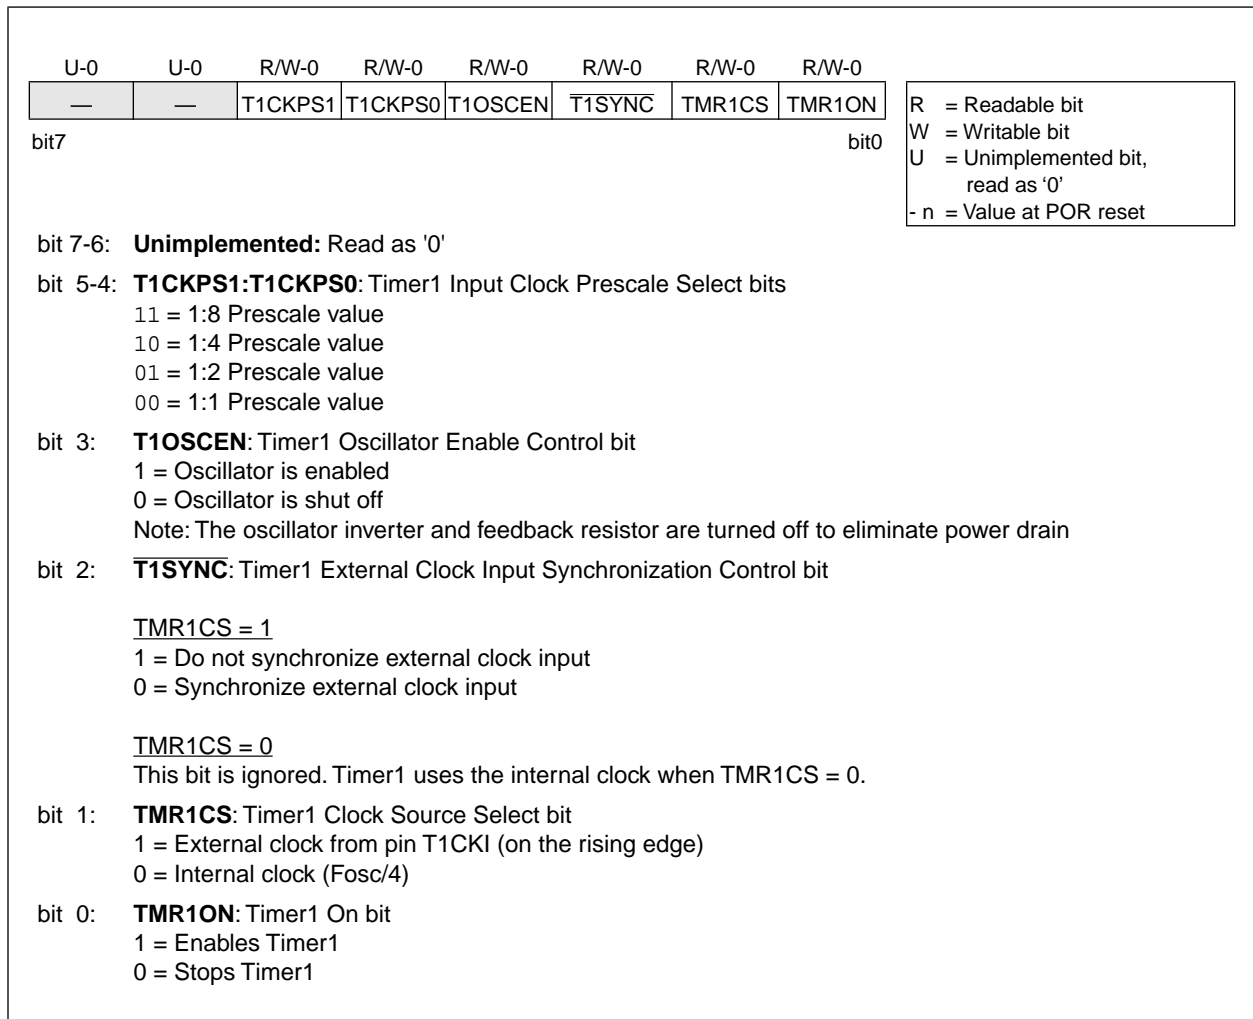 U-0 U-0 R/W-0 R/W-0 R/W-0 R/W-0 R/W-0 R/W-0
— — T1CKPS1 T1CKPS0 T1OSCEN T1SYNC TMR1CS TMR1ON
bit7 bit0
R = Readable bit
W = Writable bit
U = Unimplemented bit,
read as ‘0’
- n = Value at POR reset
bit 7-6: Unimplemented: Read as '0'
bit 5-4: T1CKPS1:T1CKPS0: Timer1 Input Clock Prescale Select bits
11 = 1:8 Prescale value
10 = 1:4 Prescale value
01 = 1:2 Prescale value
00 = 1:1 Prescale value
bit 3: T1OSCEN: Timer1 Oscillator Enable Control bit
1 = Oscillator is enabled
0 = Oscillator is shut off
Note: The oscillator inverter and feedback resistor are turned off to eliminate power drain
bit 2: T1SYNC: Timer1 External Clock Input Synchronization Control bit
TMR1CS = 1
1 = Do not synchronize external clock input
0 = Synchronize external clock input
TMR1CS = 0
This bit is ignored. Timer1 uses the internal clock when TMR1CS = 0.
bit 1: TMR1CS: Timer1 Clock Source Select bit
1 = External clock from pin T1CKI (on the rising edge)
0 = Internal clock (Fosc/4)
bit 0: TMR1ON: Timer1 On bit
1 = Enables Timer1
0 = Stops Timer1